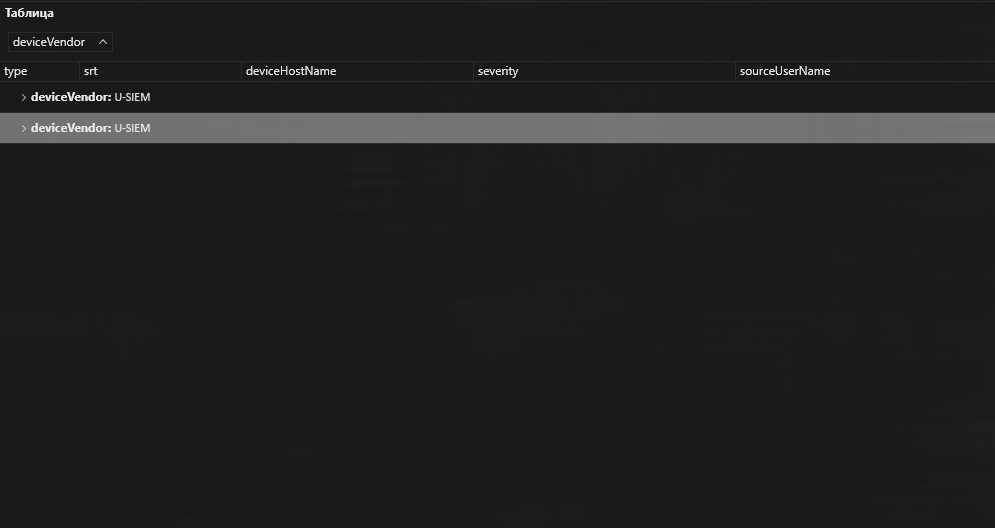 Таблица
deviceVendor
type srt deviceHostName severity sourceUserName
deviceVendor: U-SIEM
deviceVendor: U-SIEM